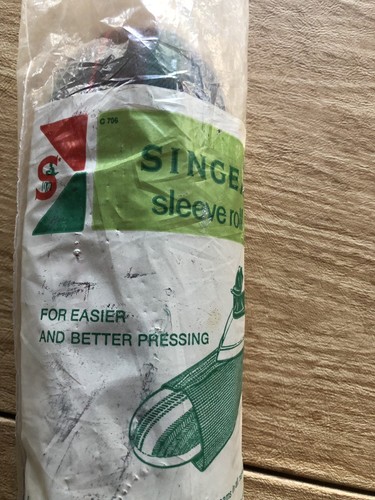 C 706
S
SINGE
sleeve roll
FOR EASIER
AND BETTER PRESSING